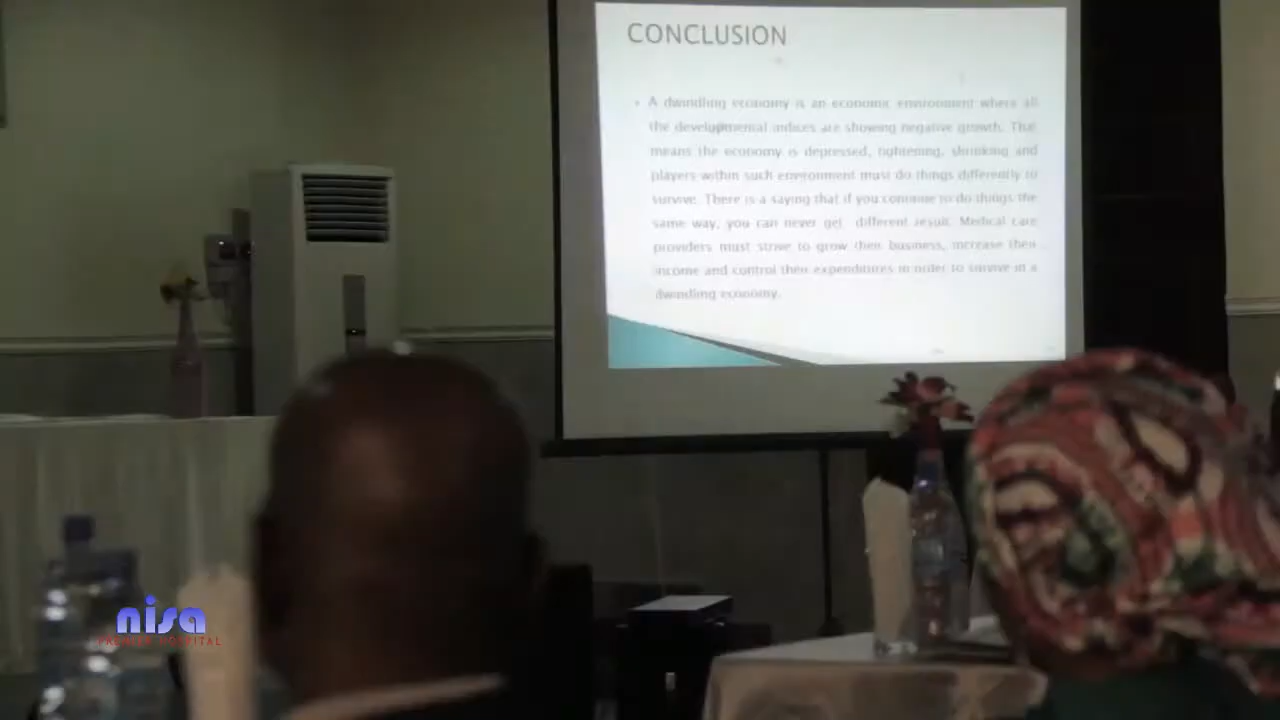 CONCLUSION
• A dwindling economy is an economic environment where all
the developmental indices are showing negative growth. That
means the economy is depressed, tightening, shrinking and
players within such environment must do things differently to
survive. There is a saying that if you continue to do things the
same way, you can never get different result. Medical care
providers must strive to grow their business, increase their
income and control their expenditures in order to survive in a
dwindling economy.
nisa
PREMIER HOSPITAL